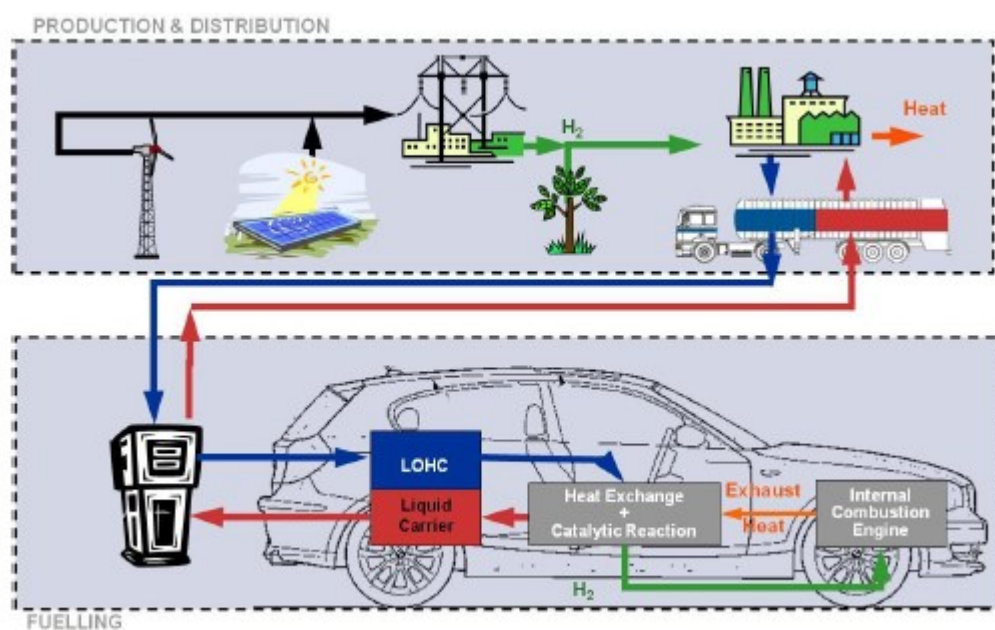 PRODUCTION & DISTRIBUTION
H2
Heat
LOHC
Liquid
Carrier
Heat Exchange
+
Catalytic Reaction
Exhaust
Heat
Internal
Combustion
Engine
H2
FUELLING